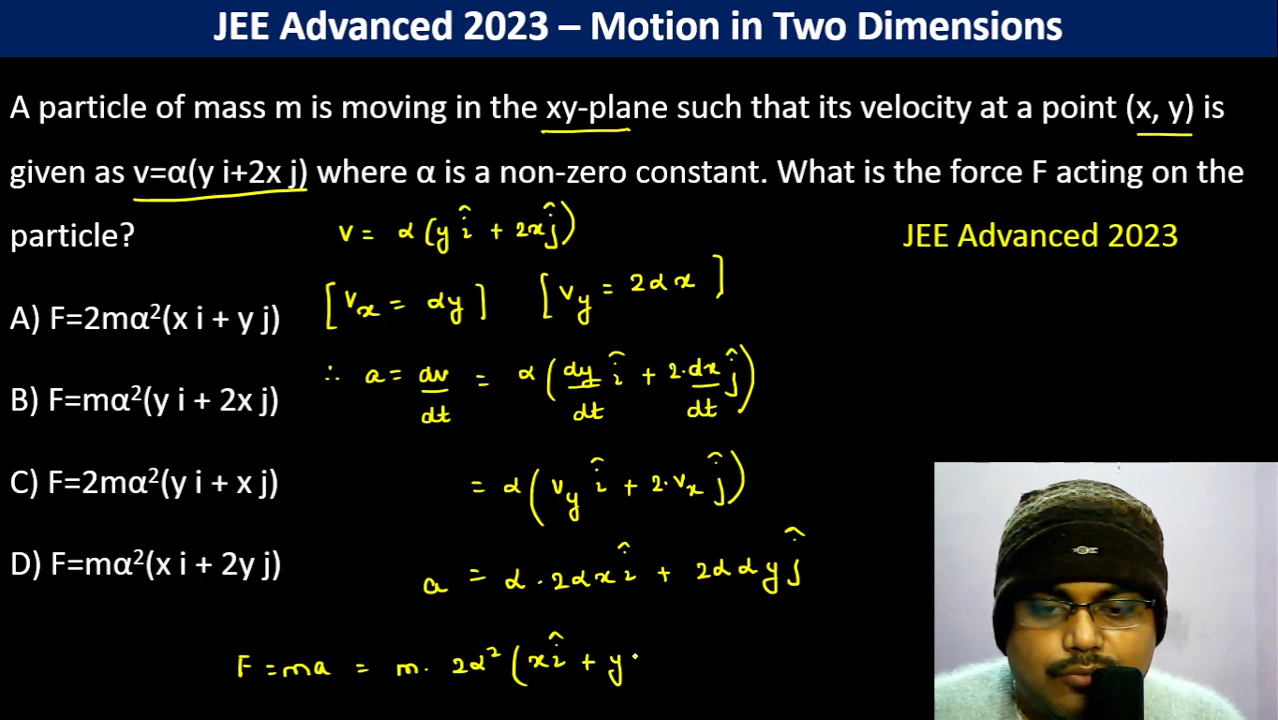 JEE Advanced 2023 – Motion in Two Dimensions
A particle of mass m is moving in the xy-plane such that its velocity at a point (x, y) is
given as v=α(y i+2x j) where α is a non-zero constant. What is the force F acting on the
particle?
JEE Advanced 2023
v = α (y î + 2x ĵ)
[vₓ = αy] [v_y = 2αx]
A) F=2mα²(x i + y j)
∴ a = dv/dt = α (dy/dt î + 2·dx/dt ĵ)
B) F=mα²(y i + 2x j)
= α (v_y î + 2·vₓ ĵ)
C) F=2mα²(y i + x j)
a = α·2αx î + 2α αy ĵ
D) F=mα²(x i + 2y j)
F = ma = m· 2α² (x î + y